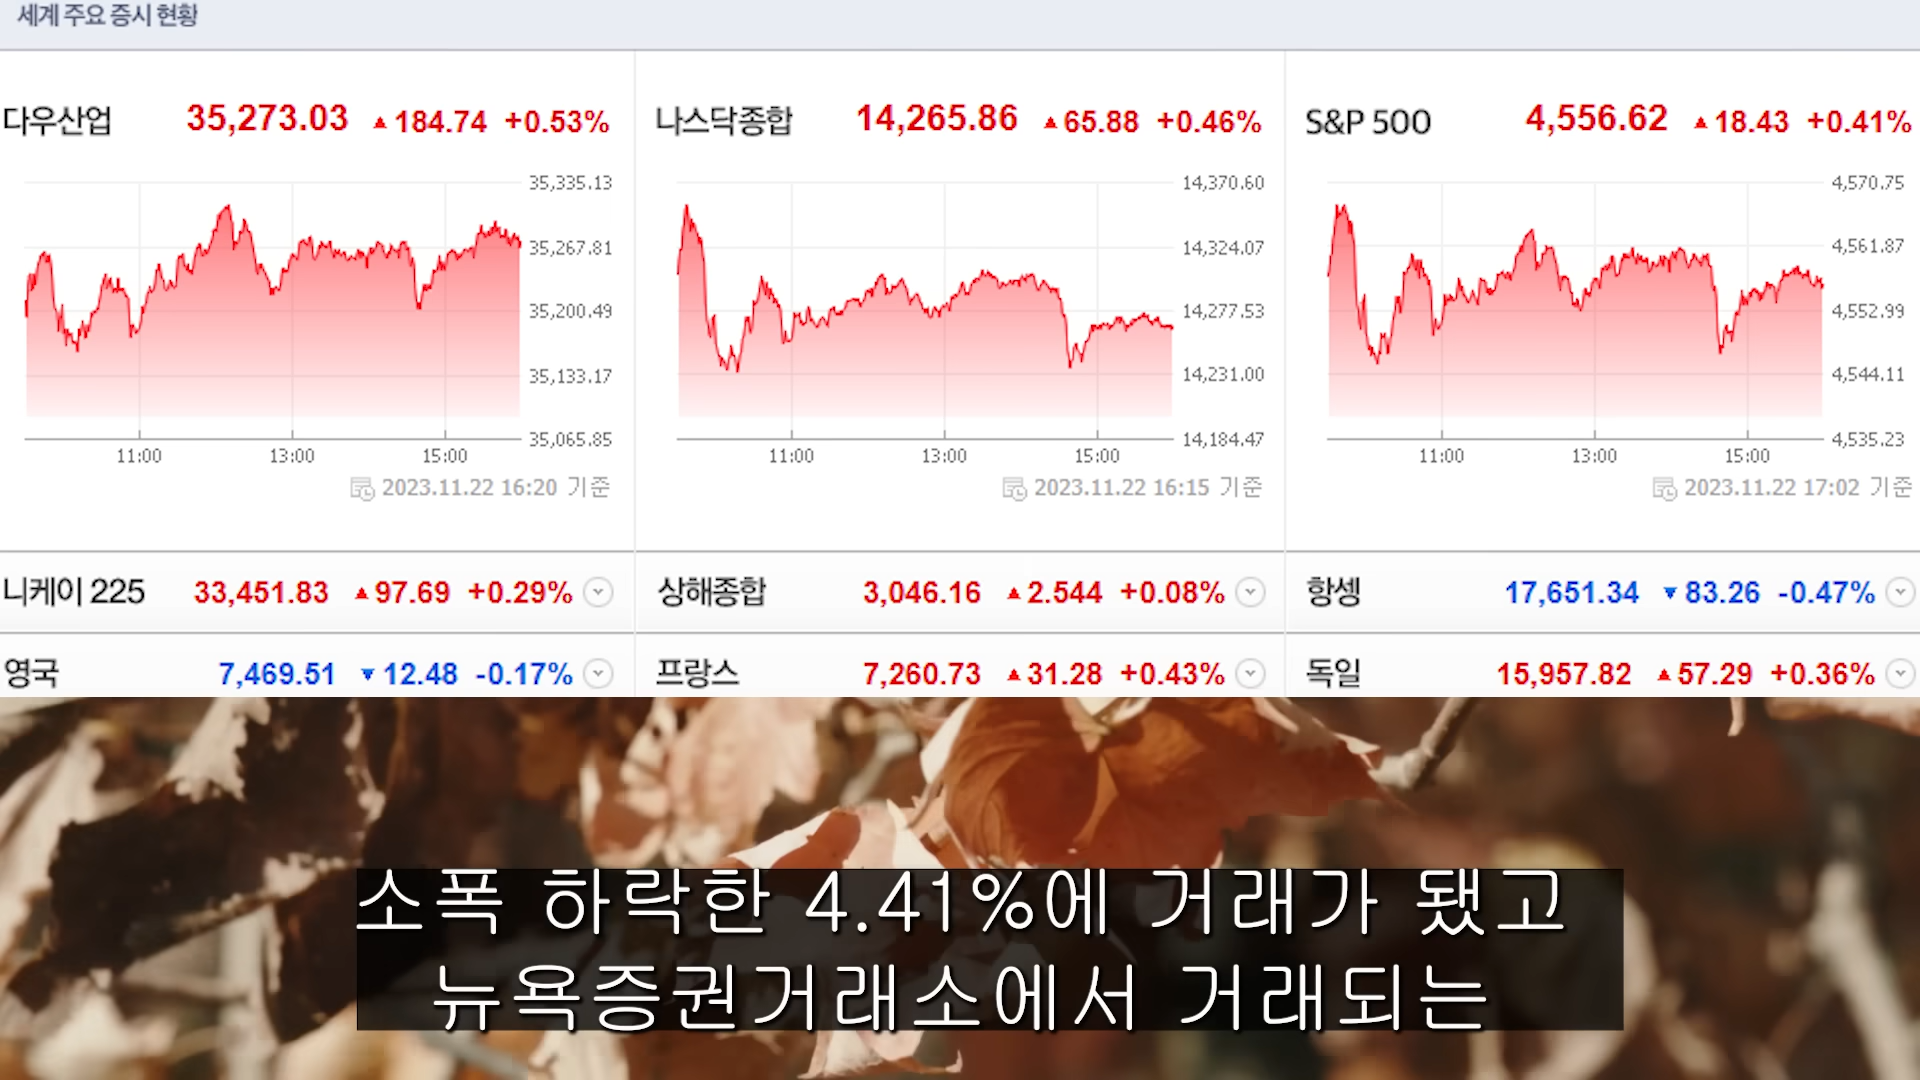 세계 주요 증시 현황
다우산업 35,273.03 ▲184.74 +0.53%
35,335.13
35,267.81
35,200.49
35,133.17
35,065.85
11:00 13:00 15:00
2023.11.22 16:20 기준
나스닥종합 14,265.86 ▲65.88 +0.46%
14,370.60
14,324.07
14,277.53
14,231.00
14,184.47
11:00 13:00 15:00
2023.11.22 16:15 기준
S&P 500 4,556.62 ▲18.43 +0.41%
4,570.75
4,561.87
4,552.99
4,544.11
4,535.23
11:00 13:00 15:00
2023.11.22 17:02 기준
니케이 225 33,451.83 ▲97.69 +0.29%
상해종합 3,046.16 ▲2.544 +0.08%
항셍 17,651.34 ▼83.26 -0.47%
영국 7,469.51 ▼12.48 -0.17%
프랑스 7,260.73 ▲31.28 +0.43%
독일 15,957.82 ▲57.29 +0.36%
소폭 하락한 4.41%에 거래가 됐고
뉴욕증권거래소에서 거래되는